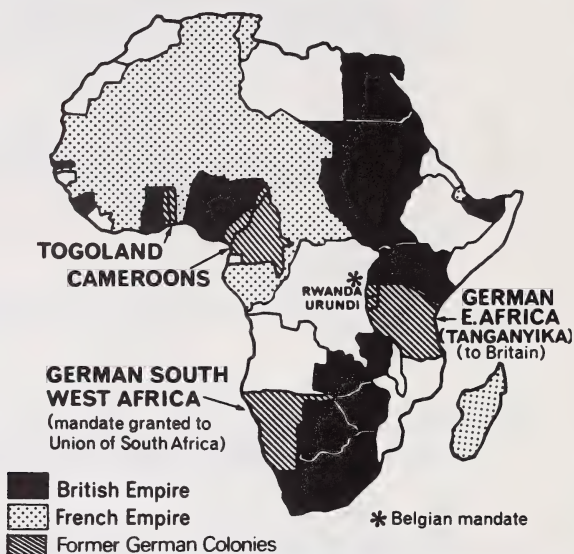 TOGOLAND
CAMEROONS
*
RWANDA
URUNDI
GERMAN
E. AFRICA
(TANGANYIKA)
(to Britain)
GERMAN SOUTH
WEST AFRICA
(mandate granted to
Union of South Africa)
British Empire
French Empire
Former German Colonies
* Belgian mandate